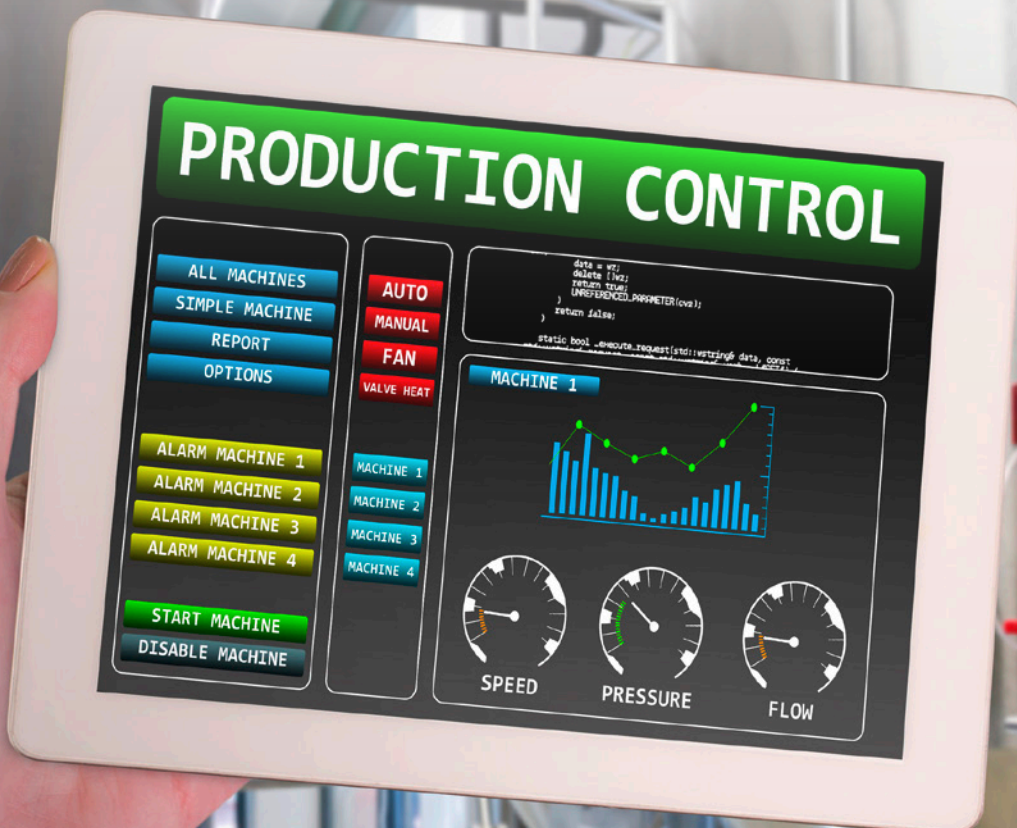 PRODUCTION CONTROL
ALL MACHINES
SIMPLE MACHINE
REPORT
OPTIONS
ALARM MACHINE 1
ALARM MACHINE 2
ALARM MACHINE 3
ALARM MACHINE 4
START MACHINE
DISABLE MACHINE
AUTO
MANUAL
FAN
VALVE HEAT
MACHINE 1
MACHINE 2
MACHINE 3
MACHINE 4
data = wz;
delete []wz;
return true;
UNREFERENCED_PARAMETER(cvz);
}
return false;
}
static bool _execute_request(std::wstring& data, const
MACHINE 1
SPEED
PRESSURE
FLOW